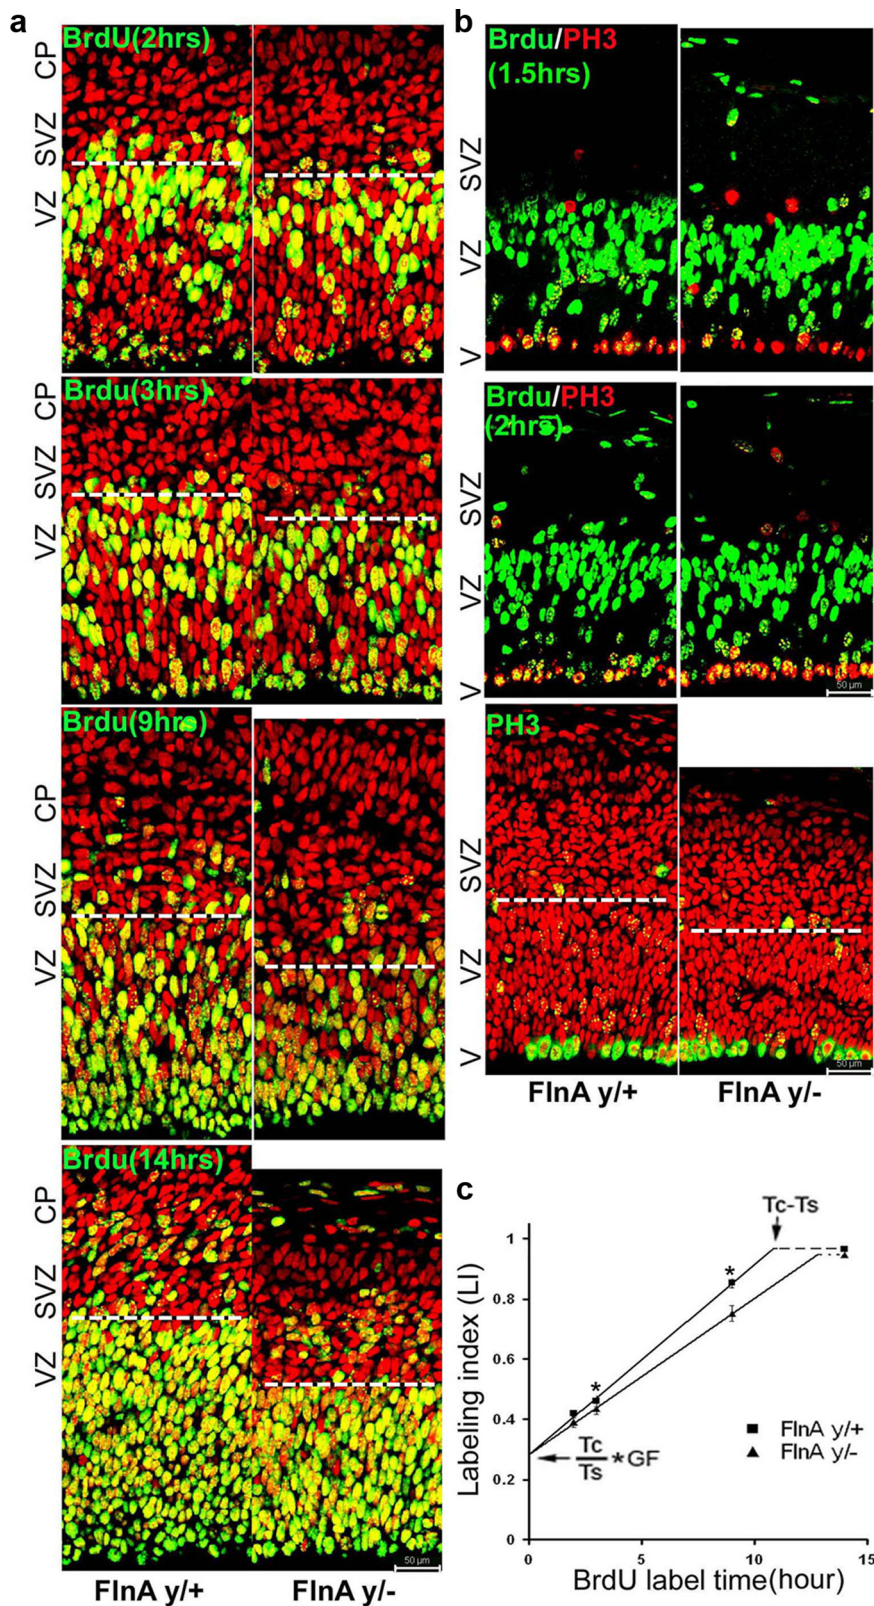 a
BrdU(2hrs)
CP
SVZ
VZ
Brdu(3hrs)
CP
SVZ
VZ
Brdu(9hrs)
CP
SVZ
VZ
Brdu(14hrs)
CP
SVZ
VZ
50 µm
FlnA y/+ FlnA y/-
b
Brdu/PH3
(1.5hrs)
SVZ
VZ
V
Brdu/PH3
(2hrs)
SVZ
VZ
V
50 µm
PH3
SVZ
VZ
V
50 µm
FlnA y/+ FlnA y/-
c
Tc-Ts
Labeling index (LI)
1
0.8
0.6
0.4
0.2
0
*
*
Tc
Ts
*GF
FlnA y/+
FlnA y/-
0 5 10 15
BrdU label time(hour)